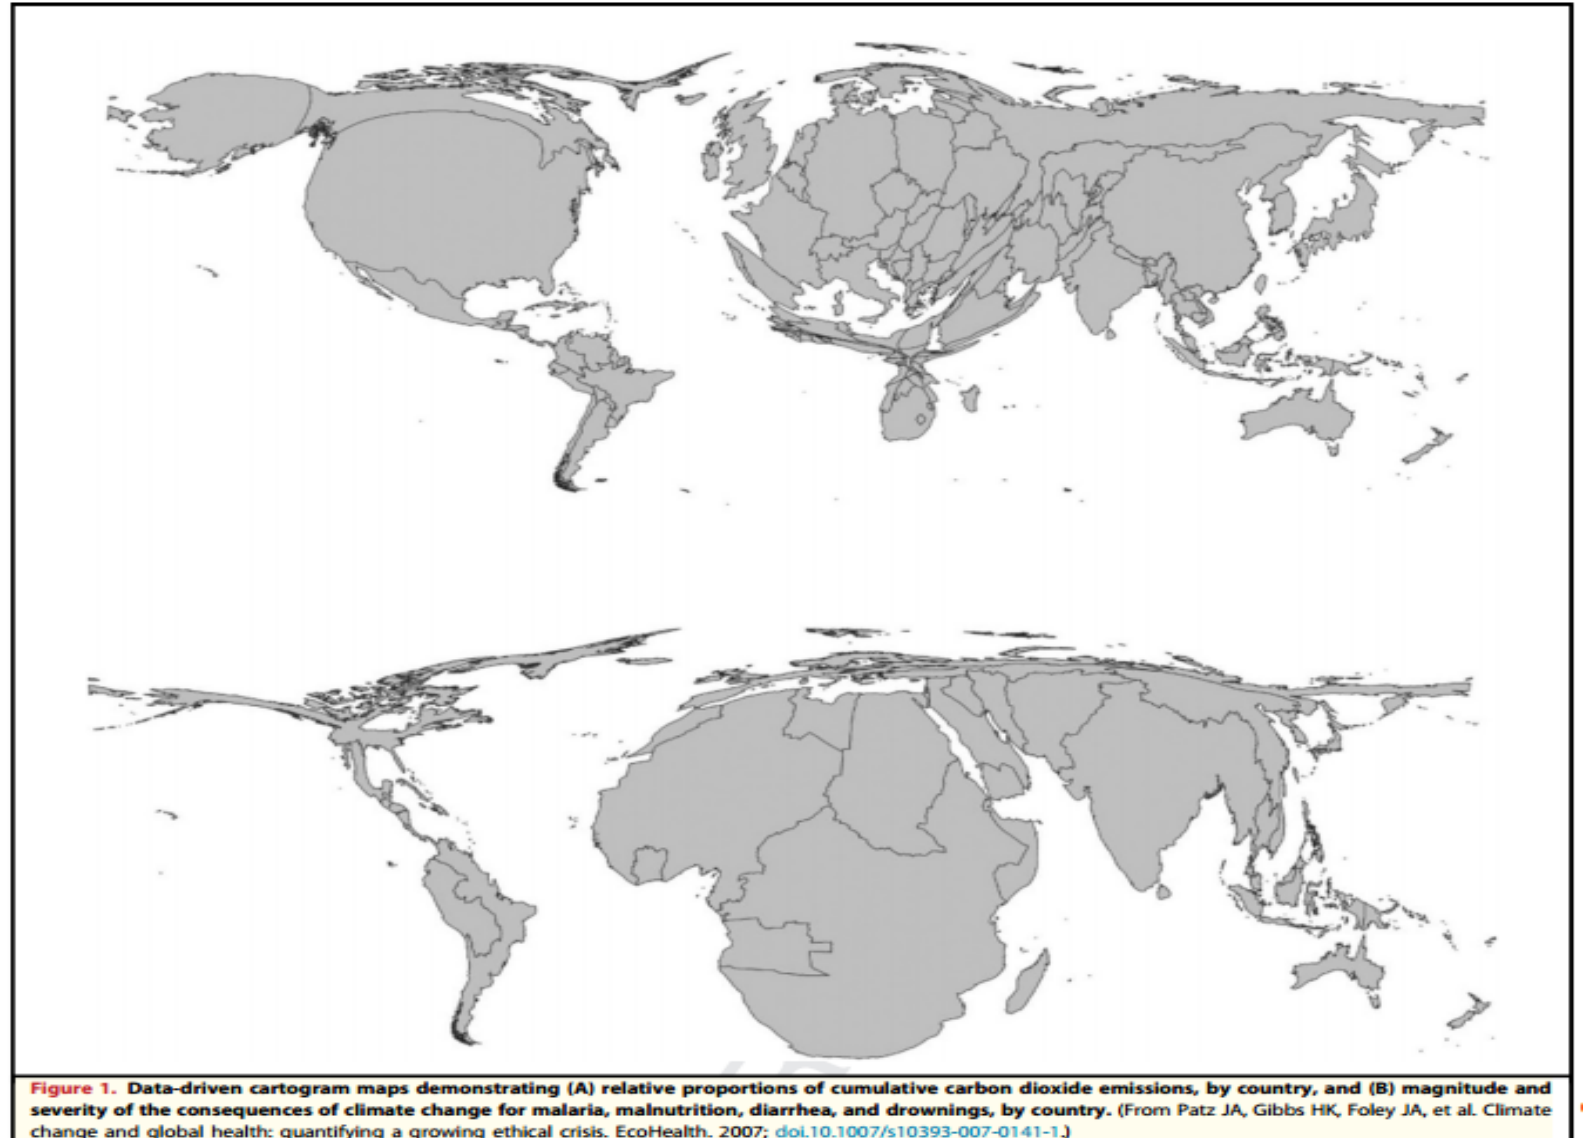 Figure 1. Data-driven cartogram maps demonstrating (A) relative proportions of cumulative carbon dioxide emissions, by country, and (B) magnitude and
severity of the consequences of climate change for malaria, malnutrition, diarrhea, and drownings, by country. (From Patz JA, Gibbs HK, Foley JA, et al. Climate
change and global health: quantifying a growing ethical crisis. EcoHealth. 2007; doi.10.1007/s10393-007-0141-1.)